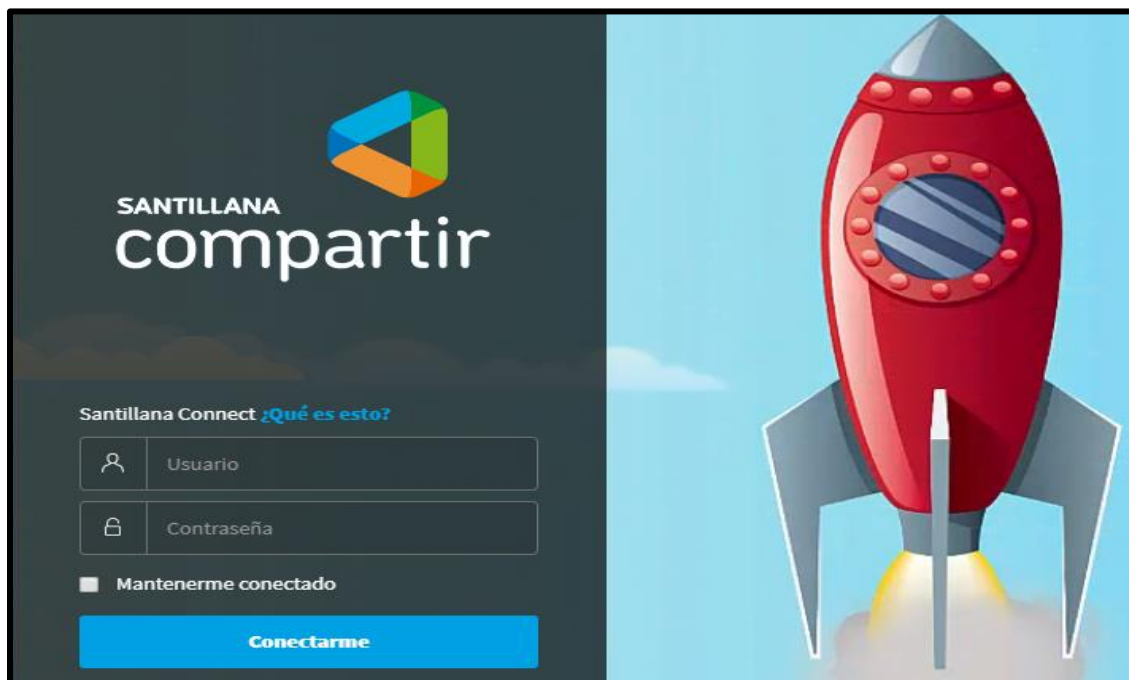 SANTILLANA
compartir
Santillana Connect ¿Qué es esto?
Usuario
Contraseña
Mantenerme conectado
Conectarme